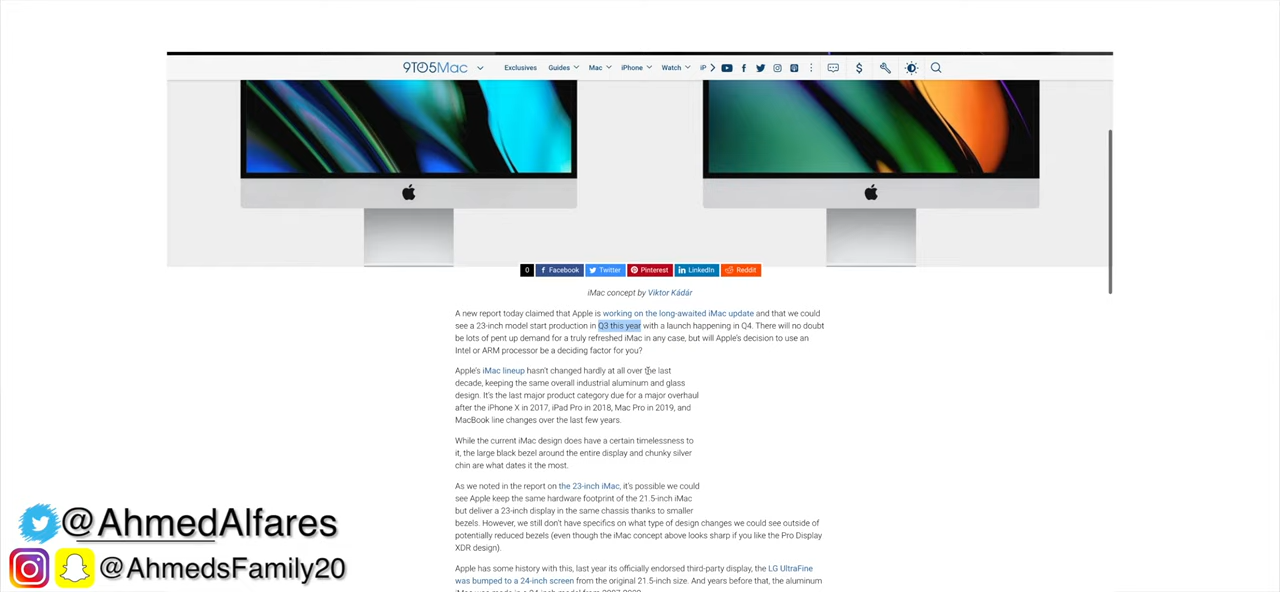 9TO5Mac Exclusives Guides Mac iPhone Watch iP
0 Facebook Twitter Pinterest LinkedIn Reddit
iMac concept by Viktor Kádár
A new report today claimed that Apple is working on the long-awaited iMac update and that we could
see a 23-inch model start production in Q3 this year with a launch happening in Q4. There will no doubt
be lots of pent up demand for a truly refreshed iMac in any case, but will Apple's decision to use an
Intel or ARM processor be a deciding factor for you?
Apple's iMac lineup hasn't changed hardly at all over the last
decade, keeping the same overall industrial aluminum and glass
design. It's the last major product category due for a major overhaul
after the iPhone X in 2017, iPad Pro in 2018, Mac Pro in 2019, and
MacBook line changes over the last few years.
While the current iMac design does have a certain timelessness to
it, the large black bezel around the entire display and chunky silver
chin are what dates it the most.
As we noted in the report on the 23-inch iMac, it's possible we could
see Apple keep the same hardware footprint of the 21.5-inch iMac
but deliver a 23-inch display in the same chassis thanks to smaller
bezels. However, we still don't have specifics on what type of design changes we could see outside of
potentially reduced bezels (even though the iMac concept above looks sharp if you like the Pro Display
XDR design).
Apple has some history with this, last year its officially endorsed third-party display, the LG UltraFine
was bumped to a 24-inch screen from the original 21.5-inch size. And years before that, the aluminum
@AhmedAlfares
@AhmedsFamily20